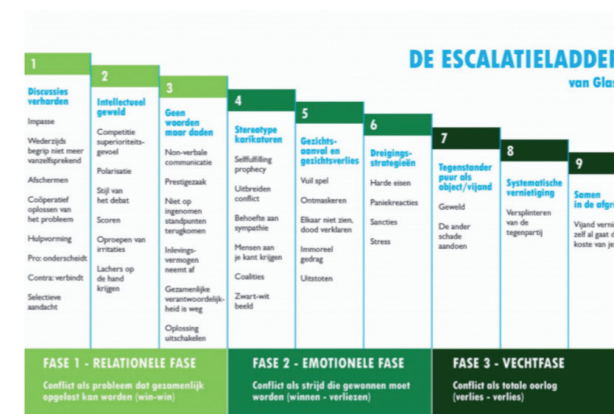 DE ESCALATIELADDER
van Glas
1
Discussies
verharden
Impasse
Wederzijds
begrip niet meer
vanzelfsprekend
Afschermen
Coöperatief
oplossen van
het probleem
Hulpvorming
Pro: onderscheidt
Contra: verbindt
Selectieve
aandacht
2
Intellectueel
geweld
Competitie
superioriteits-
gevoel
Polarisatie
Stijl van
het debat
Scoren
Oproepen van
irritaties
Lachers op
de hand
krijgen
3
Geen
woorden
maar daden
Non-verbale
communicatie
Prestigezaak
Niet op
ingenomen
standpunten
terugkomen
Inlevings-
vermogen
neemt af
Gezamenlijke
verantwoordelijk-
heid is weg
Oplossing
uitschakelen
4
Stereotype
karikaturen
Selffulfilling
prophecy
Uitbreiden
conflict
Behoefte aan
sympathie
Mensen aan
je kant krijgen
Coalities
Zwart-wit
beeld
5
Gezichts-
aanval en
gezichtsverlies
Vuil spel
Ontmaskeren
Elkaar niet zien,
dood verklaren
Immoreel
gedrag
Uitstoten
6
Dreigings-
strategieën
Harde eisen
Paniekreacties
Sancties
Stress
7
Tegenstander
puur als
object/vijand
Geweld
De ander
schade
aandoen
8
Systematische
vernietiging
Versplinteren
van de
tegenpartij
9
Samen
in de afgr
Vijand verni
zelf al gaat d
koste van je
FASE 1 - RELATIONELE FASE
Conflict als probleem dat gezamenlijk
opgelost kan worden (win-win)
FASE 2 - EMOTIONELE FASE
Conflict als strijd die gewonnen moet
worden (winnen - verliezen)
FASE 3 - VECHTFASE
Conflict als totale oorlog
(verlies - verlies)